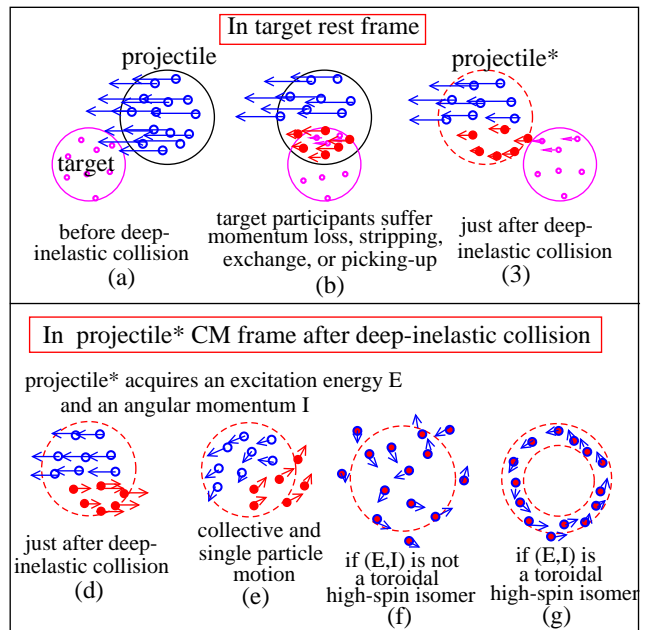 In target rest frame
projectile
projectile*
target
before deep-
inelastic collision
(a)
target participants suffer
momentum loss, stripping,
exchange, or picking-up
(b)
just after deep-
inelastic collision
(3)
In projectile* CM frame after deep-inelastic collision
projectile* acquires an excitation energy E
and an angular momentum I
just after deep-
inelastic collision
(d)
collective and
single particle
motion
(e)
if (E,I) is not
a toroidal
high-spin isomer
(f)
if (E,I) is
a toroidal
high-spin isomer
(g)